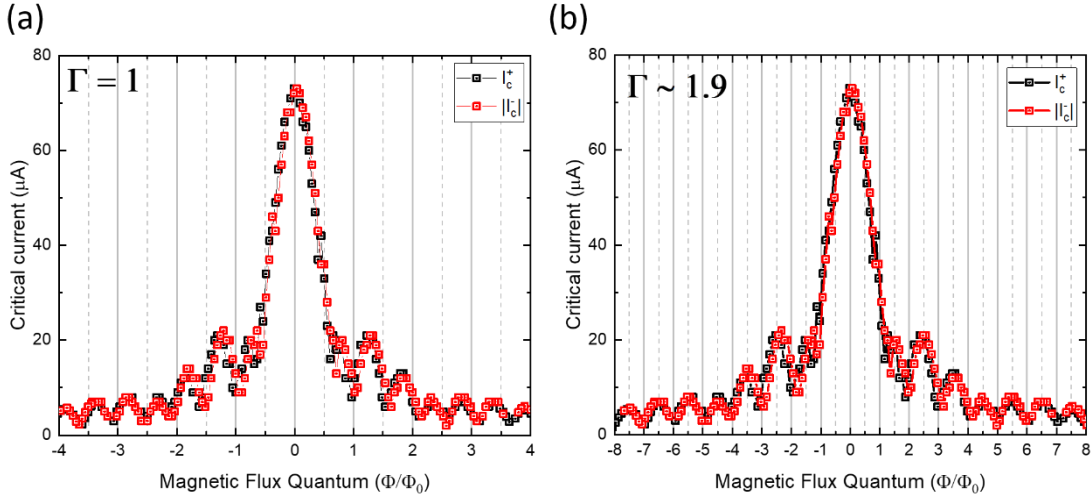 (a)
80
60
40
20
0
Critical current (μA)
Γ = 1
I_c^+
|I_c^-|
-4 -3 -2 -1 0 1 2 3 4
Magnetic Flux Quantum (Φ/Φ₀)
(b)
80
60
40
20
0
Critical current (μA)
Γ ~ 1.9
I_c^+
|I_c^-|
-8 -7 -6 -5 -4 -3 -2 -1 0 1 2 3 4 5 6 7 8
Magnetic Flux Quantum (Φ/Φ₀)